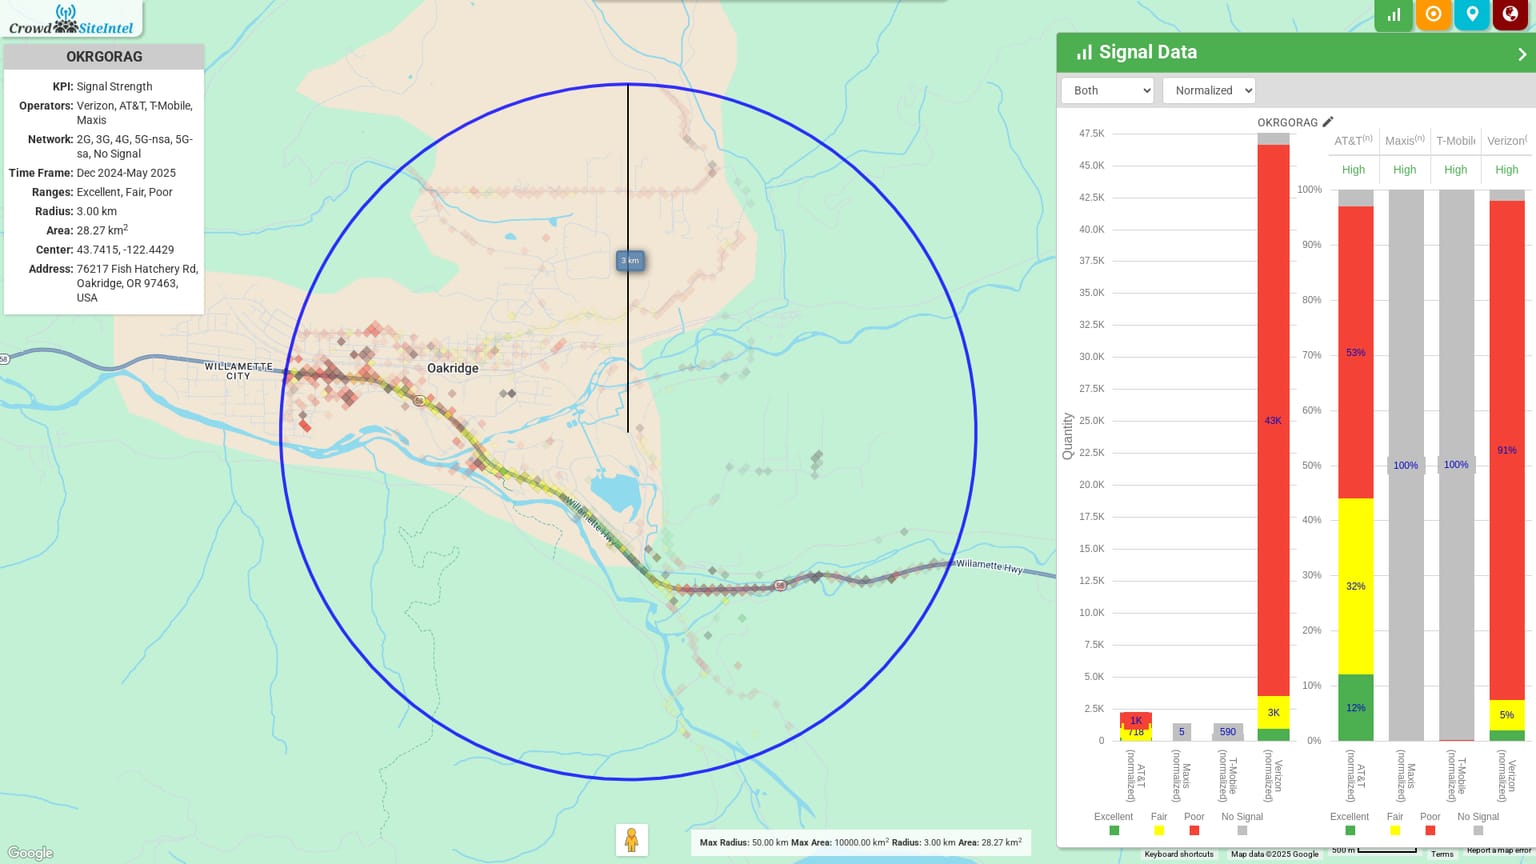 Crowd SiteIntel
OKRGORAG
KPI: Signal Strength
Operators: Verizon, AT&T, T-Mobile,
Maxis
Network: 2G, 3G, 4G, 5G-nsa, 5G-
sa, No Signal
Time Frame: Dec 2024-May 2025
Ranges: Excellent, Fair, Poor
Radius: 3.00 km
Area: 28.27 km2
Center: 43.7415, -122.4429
Address: 76217 Fish Hatchery Rd,
Oakridge, OR 97463,
USA
3 km
58
WILLAMETTE
CITY
Oakridge
58
Willamette Hwy
58
Willamette Hwy
Google
Max Radius: 50.00 km Max Area: 10000.00 km2 Radius: 3.00 km Area: 28.27 km2
Signal Data
Both
Normalized
OKRGORAG
47.5K
45.0K
42.5K
40.0K
37.5K
35.0K
32.5K
30.0K
27.5K
25.0K
22.5K
20.0K
17.5K
15.0K
12.5K
10.0K
7.5K
5.0K
2.5K
0
Quantity
1K
718
5
590
43K
3K
AT&T
(normalized)
Maxis
(normalized)
T-Mobile
(normalized)
Verizon
(normalized)
Excellent
Fair
Poor
No Signal
AT&T(n)
Maxis(n)
T-Mobile
Verizon(
High
High
High
High
100%
90%
80%
70%
60%
50%
40%
30%
20%
10%
0%
53%
32%
12%
100%
100%
91%
5%
AT&T
(normalized)
Maxis
(normalized)
T-Mobile
(normalized)
Verizon
(normalized)
Excellent
Fair
Poor
No Signal
Keyboard shortcuts
Map data ©2025 Google
500 m
Terms
Report a map error